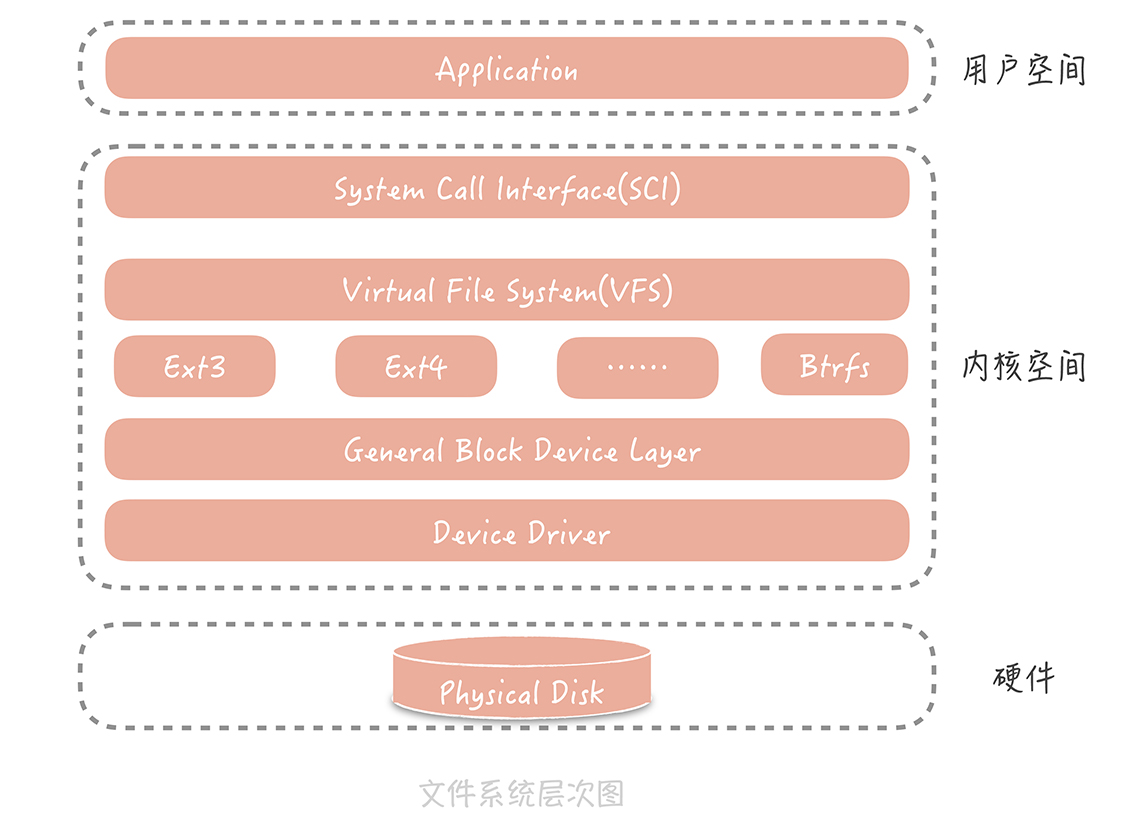 Application
用户空间
System Call Interface(SCI)
Virtual File System(VFS)
Ext3
Ext4
......
Btrfs
内核空间
General Block Device Layer
Device Driver
Physical Disk
硬件
文件系统层次图